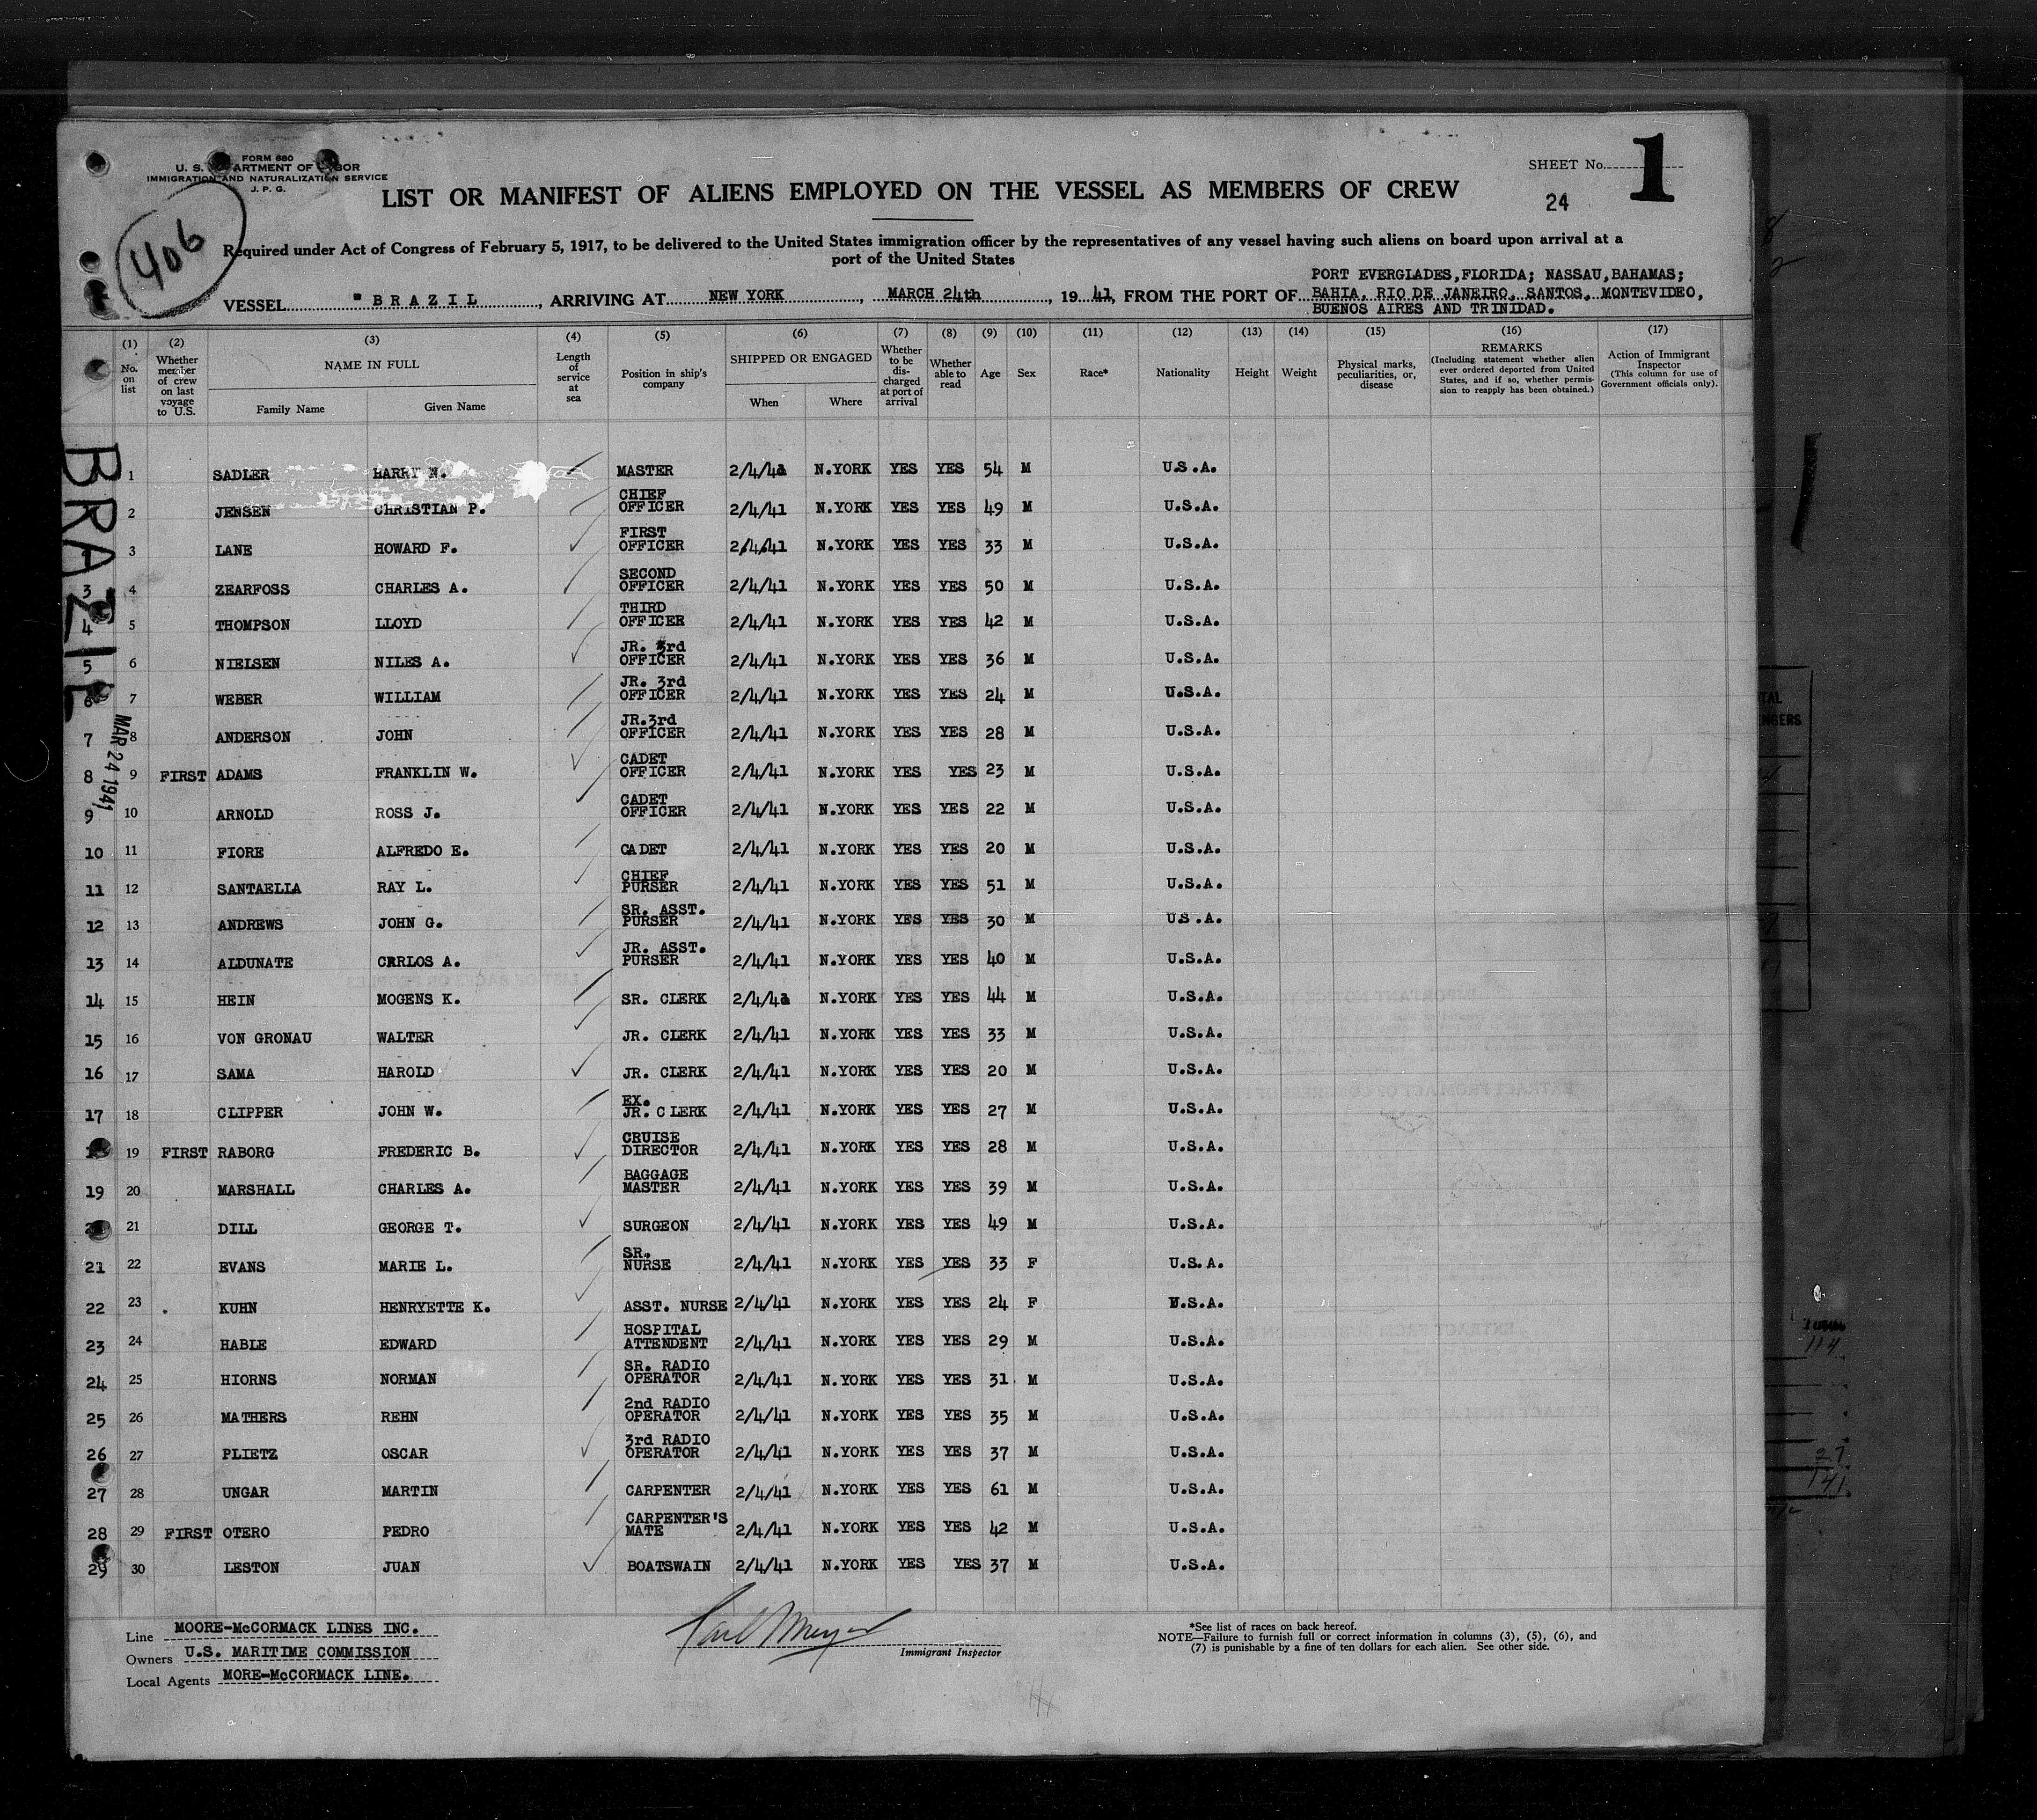 FORM 680
U. S. DEPARTMENT OF LABOR
IMMIGRATION AND NATURALIZATION SERVICE
J. P. G.
SHEET No. 1
24
406
LIST OR MANIFEST OF ALIENS EMPLOYED ON THE VESSEL AS MEMBERS OF CREW
Required under Act of Congress of February 5, 1917, to be delivered to the United States immigration officer by the representatives of any vessel having such aliens on board upon arrival at a
port of the United States
PORT EVERGLADES, FLORIDA; NASSAU, BAHAMAS;
VESSEL "BRAZIL, ARRIVING AT NEW YORK, MARCH 24th, 1941, FROM THE PORT OF BAHIA, RIO DE JANEIRO, SANTOS, MONTEVIDEO,
BUENOS AIRES AND TRINIDAD.
(1) No. on list
(2) Whether member of crew on last voyage to U.S.
(3) NAME IN FULL Family Name Given Name
(4) Length of service at sea
(5) Position in ship's company
(6) SHIPPED OR ENGAGED When Where
(7) Whether to be discharged at port of arrival
(8) Whether able to read
(9) Age
(10) Sex
(11) Race*
(12) Nationality
(13) Height
(14) Weight
(15) Physical marks, peculiarities, or, disease
(16) REMARKS (Including statement whether alien ever ordered deported from United States, and if so, whether permission to reapply has been obtained.)
(17) Action of Immigrant Inspector (This column for use of Government officials only).
BRAZIL
MAR 24 1941
1 SADLER HARRY N. MASTER 2/4/41 N.YORK YES YES 54 M U.S.A.
2 JENSEN CHRISTIAN P. CHIEF OFFICER 2/4/41 N.YORK YES YES 49 M U.S.A.
3 LANE HOWARD F. FIRST OFFICER 2/4/41 N.YORK YES YES 33 M U.S.A.
3 4 ZEARFOSS CHARLES A. SECOND OFFICER 2/4/41 N.YORK YES YES 50 M U.S.A.
4 5 THOMPSON LLOYD THIRD OFFICER 2/4/41 N.YORK YES YES 42 M U.S.A.
5 6 NIELSEN NILES A. JR. 3rd OFFICER 2/4/41 N.YORK YES YES 36 M U.S.A.
6 7 WEBER WILLIAM JR. 3rd OFFICER 2/4/41 N.YORK YES YES 24 M U.S.A.
7 8 ANDERSON JOHN JR.3rd OFFICER 2/4/41 N.YORK YES YES 28 M U.S.A.
8 9 FIRST ADAMS FRANKLIN W. CADET OFFICER 2/4/41 N.YORK YES YES 23 M U.S.A.
9 10 ARNOLD ROSS J. CADET OFFICER 2/4/41 N.YORK YES YES 22 M U.S.A.
10 11 FIORE ALFREDO E. CADET 2/4/41 N.YORK YES YES 20 M U.S.A.
11 12 SANTAELLA RAY L. CHIEF PURSER 2/4/41 N.YORK YES YES 51 M U.S.A.
12 13 ANDREWS JOHN G. SR. ASST. PURSER 2/4/41 N.YORK YES YES 30 M U.S.A.
13 14 ALDUNATE CRRLOS A. JR. ASST. PURSER 2/4/41 N.YORK YES YES 40 M U.S.A.
14 15 HEIN MOGENS K. SR. CLERK 2/4/41 N.YORK YES YES 44 M U.S.A.
15 16 VON GRONAU WALTER JR. CLERK 2/4/41 N.YORK YES YES 33 M U.S.A.
16 17 SAMA HAROLD JR. CLERK 2/4/41 N.YORK YES YES 20 M U.S.A.
17 18 CLIPPER JOHN W. EX. JR. CLERK 2/4/41 N.YORK YES YES 27 M U.S.A.
19 FIRST RABORG FREDERIC B. CRUISE DIRECTOR 2/4/41 N.YORK YES YES 28 M U.S.A.
19 20 MARSHALL CHARLES A. BAGGAGE MASTER 2/4/41 N.YORK YES YES 39 M U.S.A.
21 DILL GEORGE T. SURGEON 2/4/41 N.YORK YES YES 49 M U.S.A.
21 22 EVANS MARIE L. SR. NURSE 2/4/41 N.YORK YES YES 33 F U.S.A.
22 23 KUHN HENRYETTE K. ASST. NURSE 2/4/41 N.YORK YES YES 24 F U.S.A.
23 24 HABLE EDWARD HOSPITAL ATTENDENT 2/4/41 N.YORK YES YES 29 M U.S.A.
24 25 HIORNS NORMAN SR. RADIO OPERATOR 2/4/41 N.YORK YES YES 31 M U.S.A.
25 26 MATHERS REHN 2nd RADIO OPERATOR 2/4/41 N.YORK YES YES 35 M U.S.A.
26 27 PLIETZ OSCAR 3rd RADIO OPERATOR 2/4/41 N.YORK YES YES 37 M U.S.A.
27 28 UNGAR MARTIN CARPENTER 2/4/41 N.YORK YES YES 61 M U.S.A.
28 29 FIRST OTERO PEDRO CARPENTER'S MATE 2/4/41 N.YORK YES YES 42 M U.S.A.
29 30 LESTON JUAN BOATSWAIN 2/4/41 N.YORK YES YES 37 M U.S.A.
Line MOORE-McCORMACK LINES INC.
Owners U.S. MARITIME COMMISSION
Local Agents MORE-McCORMACK LINE.
Immigrant Inspector
*See list of races on back hereof.
NOTE—Failure to furnish full or correct information in columns (3), (5), (6), and
(7) is punishable by a fine of ten dollars for each alien. See other side.
114
27
141